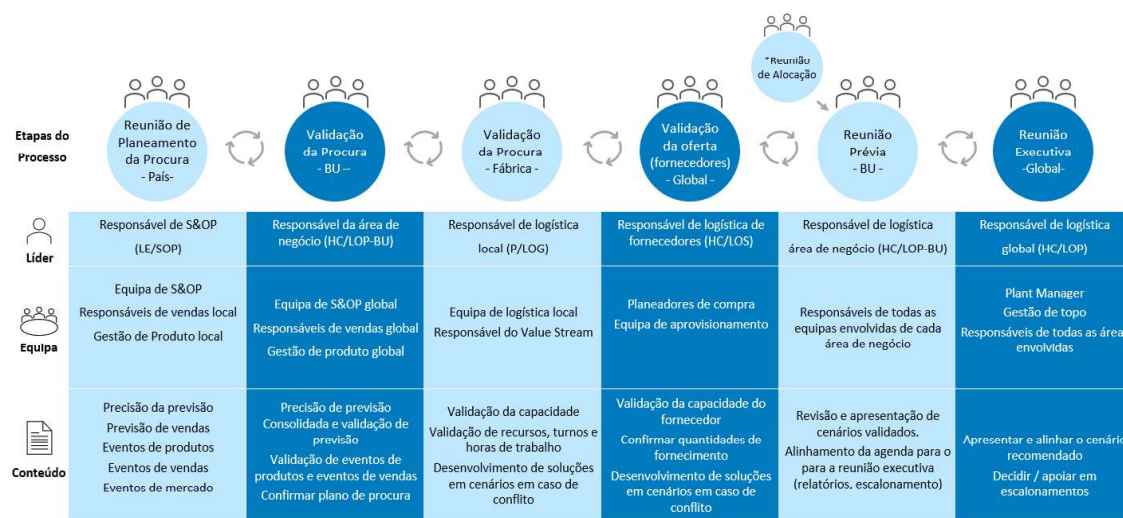 *Reunião
de Alocação
Etapas do
Processo
Reunião de
Planeamento
da Procura
- País-
Validação
da Procura
- BU –
Validação
da Procura
- Fábrica -
Validação
da oferta
(fornecedores)
- Global -
Reunião
Prévia
- BU -
Reunião
Executiva
-Global-
Líder
Responsável de S&OP
(LE/SOP)
Responsável da área de
negócio (HC/LOP-BU)
Responsável de logística
local (P/LOG)
Responsável de logística de
fornecedores (HC/LOS)
Responsável de logística
área de negócio (HC/LOP-BU)
Responsável de logística
global (HC/LOP)
Equipa
Equipa de S&OP
Responsáveis de vendas local
Gestão de Produto local
Equipa de S&OP global
Responsáveis de vendas global
Gestão de produto global
Equipa de logística local
Responsável do Value Stream
Planeadores de compra
Equipa de aprovisionamento
Responsáveis de todas as
equipas envolvidas de cada
área de negócio
Plant Manager
Gestão de topo
Responsáveis de todas as área
envolvidas
Conteúdo
Precisão da previsão
Previsão de vendas
Eventos de produtos
Eventos de vendas
Eventos de mercado
Precisão de previsão
Consolidada e validação de
previsão
Validação de eventos de
produtos e eventos de vendas
Confirmar plano de procura
Validação da capacidade
Validação de recursos, turnos e
horas de trabalho
Desenvolvimento de soluções
em cenários em caso de
conflito
Validação da capacidade do
fornecedor
Confirmar quantidades de
fornecimento
Desenvolvimento de soluções
em cenários em caso de
conflito
Revisão e apresentação de
cenários validados.
Alinhamento da agenda para o
para a reunião executiva
(relatórios, escalonamento)
Apresentar e alinhar o cenário
recomendado
Decidir / apoiar em
escalonamentos